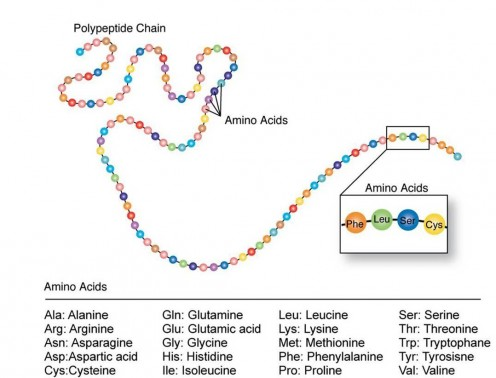 Polypeptide Chain
Amino Acids
Amino Acids
Phe Leu Ser Cys
Amino Acids
Ala: Alanine Gln: Glutamine Leu: Leucine Ser: Serine
Arg: Arginine Glu: Glutamic acid Lys: Lysine Thr: Threonine
Asn: Asparagine Gly: Glycine Met: Methionine Trp: Tryptophane
Asp:Aspartic acid His: Histidine Phe: Phenylalanine Tyr: Tyrosisne
Cys:Cysteine Ile: Isoleucine Pro: Proline Val: Valine